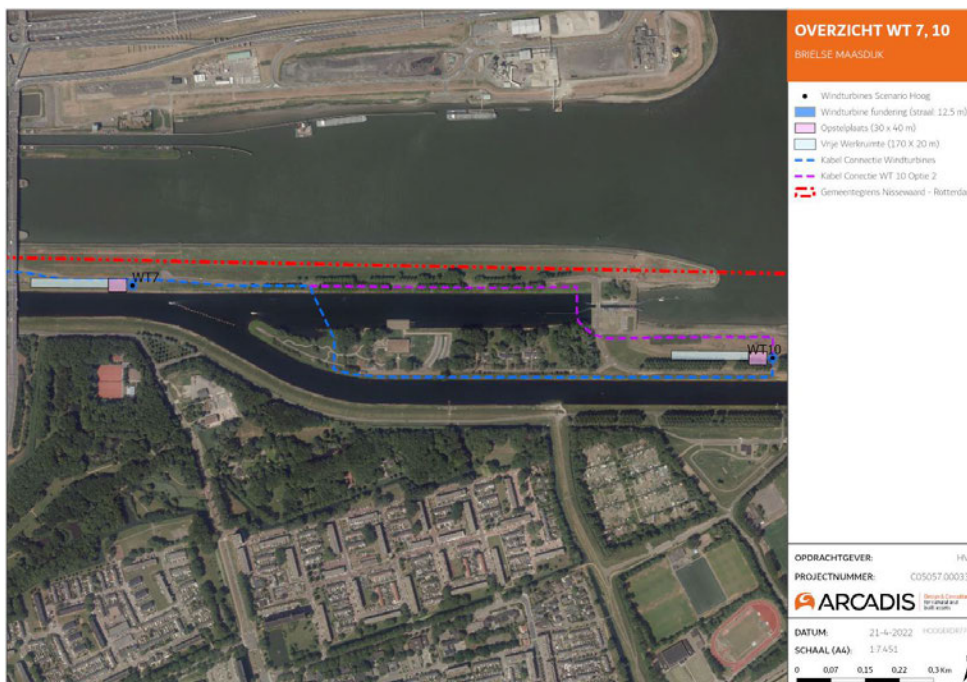 OVERZICHT WT 7, 10
BRIELSE MAASDIJK
Windturbines Scenario Hoog
Windturbine fundering (straal: 12,5 m)
Opstelplaats (30 x 40 m)
Vrije Werkruimte (170 X 20 m)
Kabel Connectie Windturbines
Kabel Conectie WT 10 Optie 2
Gemeentegrens Nissewaard - Rotterda
WT7
WT10
OPDRACHTGEVER:
PROJECTNUMMER: C05057.00033
ARCADIS
DATUM: 21-4-2022
SCHAAL (A4): 1:7.451
0 0,07 0,15 0,22 0,3 Km